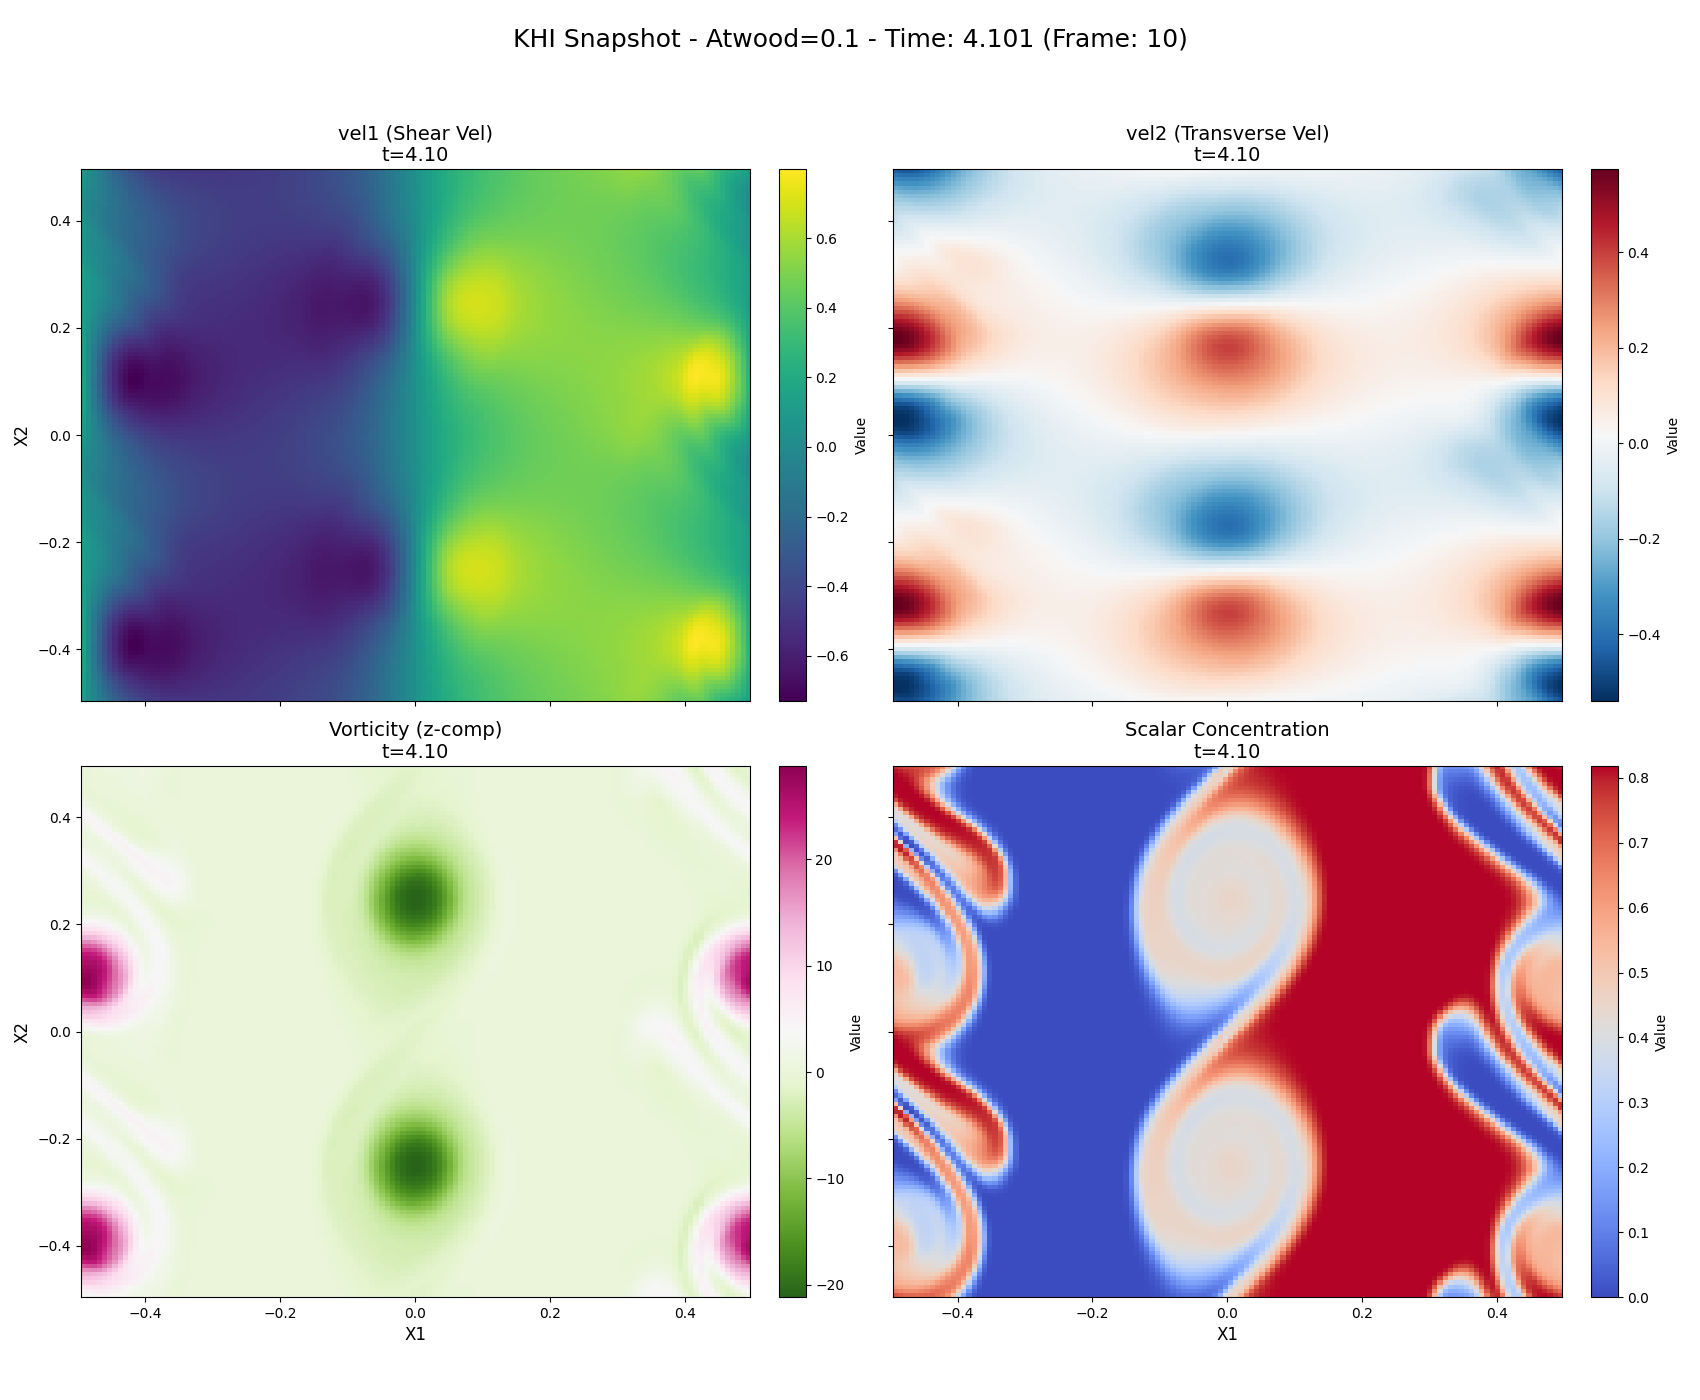 KHI Snapshot - Atwood=0.1 - Time: 4.101 (Frame: 10)
vel1 (Shear Vel)
t=4.10
X2
0.4
0.2
0.0
−0.2
−0.4
0.6
0.4
0.2
0.0
−0.2
−0.4
−0.6
Value
vel2 (Transverse Vel)
t=4.10
0.4
0.2
0.0
−0.2
−0.4
Value
Vorticity (z-comp)
t=4.10
X2
0.4
0.2
0.0
−0.2
−0.4
−0.4 −0.2 0.0 0.2 0.4
X1
20
10
0
−10
−20
Value
Scalar Concentration
t=4.10
−0.4 −0.2 0.0 0.2 0.4
X1
0.8
0.7
0.6
0.5
0.4
0.3
0.2
0.1
0.0
Value